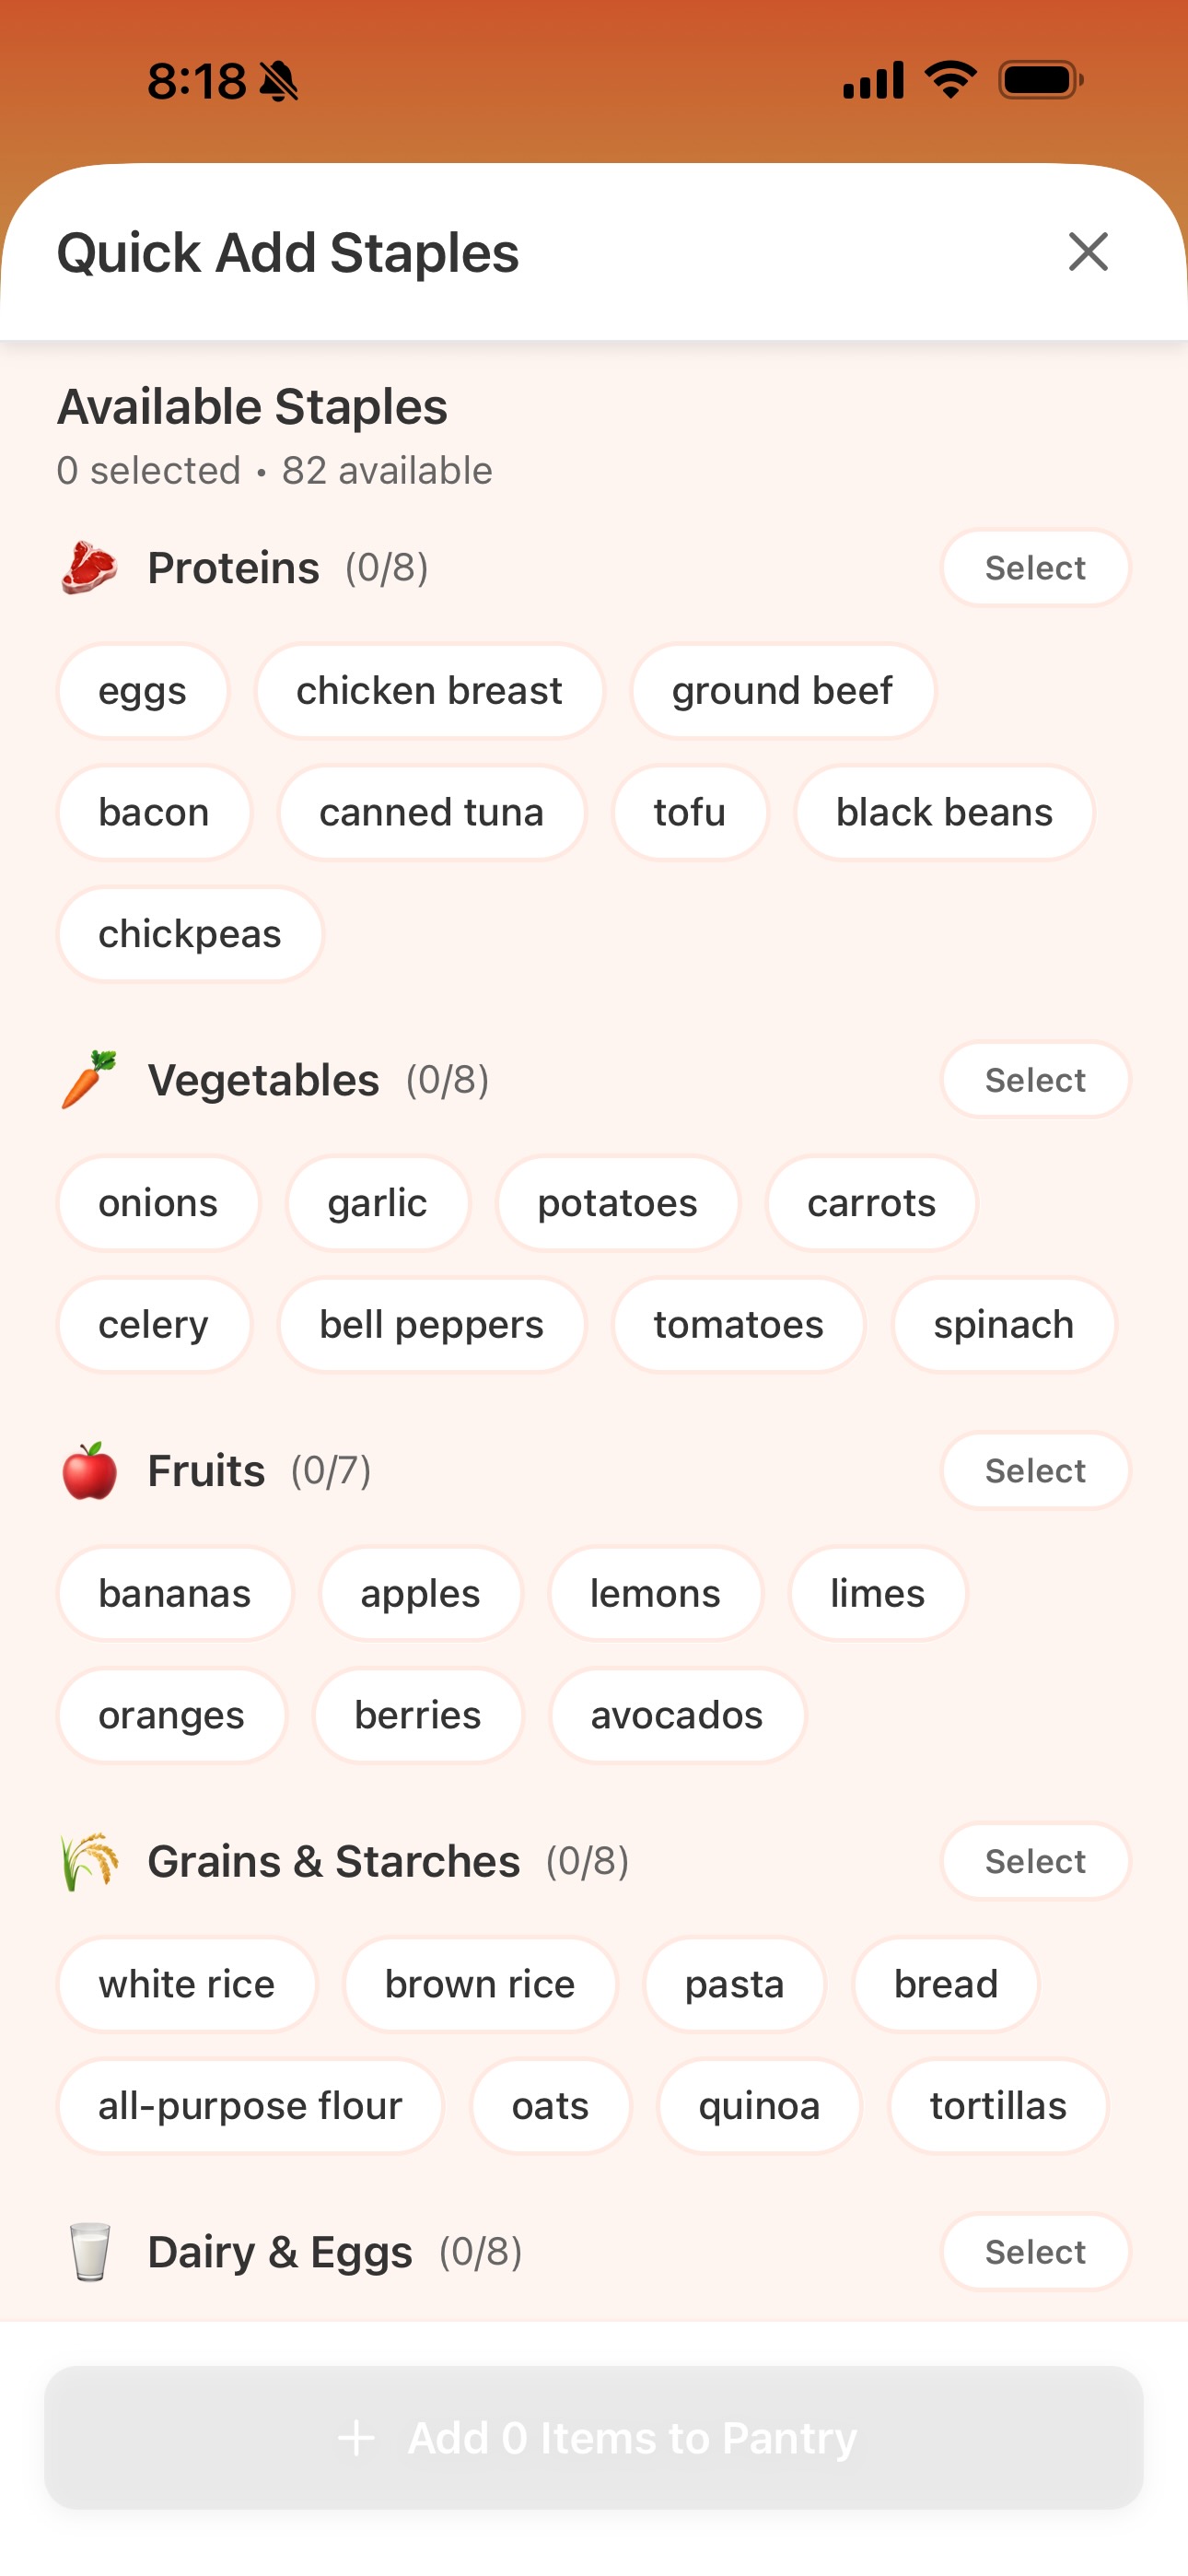 8:18
Quick Add Staples
Available Staples
0 selected • 82 available
Proteins (0/8) Select
eggs chicken breast ground beef
bacon canned tuna tofu black beans
chickpeas
Vegetables (0/8) Select
onions garlic potatoes carrots
celery bell peppers tomatoes spinach
Fruits (0/7) Select
bananas apples lemons limes
oranges berries avocados
Grains & Starches (0/8) Select
white rice brown rice pasta bread
all-purpose flour oats quinoa tortillas
Dairy & Eggs (0/8) Select
+ Add 0 Items to Pantry